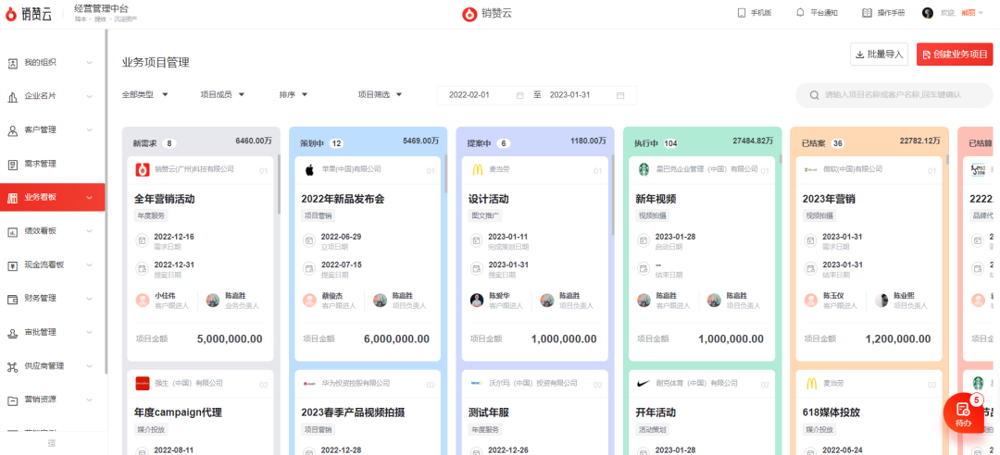 销赞云
经营管理中台
降本 · 提效 · 沉淀资产
销赞云
手机版
平台通知
操作手册
欢迎,
熊丽
我的组织
企业名片
客户管理
需求管理
业务看板
绩效看板
现金流看板
财务管理
审批管理
供应商管理
营销资源
业务项目管理
批量导入
创建业务项目
全部类型
项目成员
排序
项目筛选
2022-02-01 至 2023-01-31
请输入项目名称或客户名称,回车键确认
新需求 8 6460.00万
销赞云(广州)科技有限公司 01
全年营销活动
年度服务
2022-12-16
需求日期
2022-12-31
提案日期
小佳伟
客户跟进人
陈嘉胜
业务负责人
项目金额 5,000,000.00
强生（中国）有限公司 02
年度campaign代理
媒介投放
2022-08-11
策划中 12 5469.00万
苹果(中国)有限公司 01
2022年新品发布会
项目营销
2022-06-29
立项日期
2022-07-15
提案日期
蔡俊杰
客户跟进人
陈嘉胜
项目负责人
项目金额 6,000,000.00
华为投资控股有限公司 02
2023春季产品视频拍摄
项目营销
2022-12-28
提案中 6 1180.00万
麦当劳 01
设计活动
图文推广
2023-01-11
完成策划日期
2023-01-31
提案日期
陈爱华
客户跟进人
陈嘉胜
项目负责人
项目金额 1,000,000.00
沃尔玛（中国）投资有限公司 02
测试年服
年度服务
2022-12-26
执行中 104 27484.82万
星巴克企业管理（中国）有限公司 01
新年视频
视频拍摄
2023-01-28
启动日期
--
结束日期
陈嘉胜
客户跟进人
陈嘉胜
项目负责人
项目金额 1,000,000.00
耐克体育（中国）有限公司 02
开年活动
活动策划
2023-01-28
已结案 36 22782.12万
微软(中国)有限公司 01
2023年营销
视频拍摄
2023-01-31
需求日期
2023-01-31
结束日期
陈玉仪
客户跟进人
陈业熙
项目负责人
项目金额 1,200,000.00
麦当劳 02
618媒体投放
媒介投放
2022-05-24
已结算
2222
品牌代
项目金
5
待办